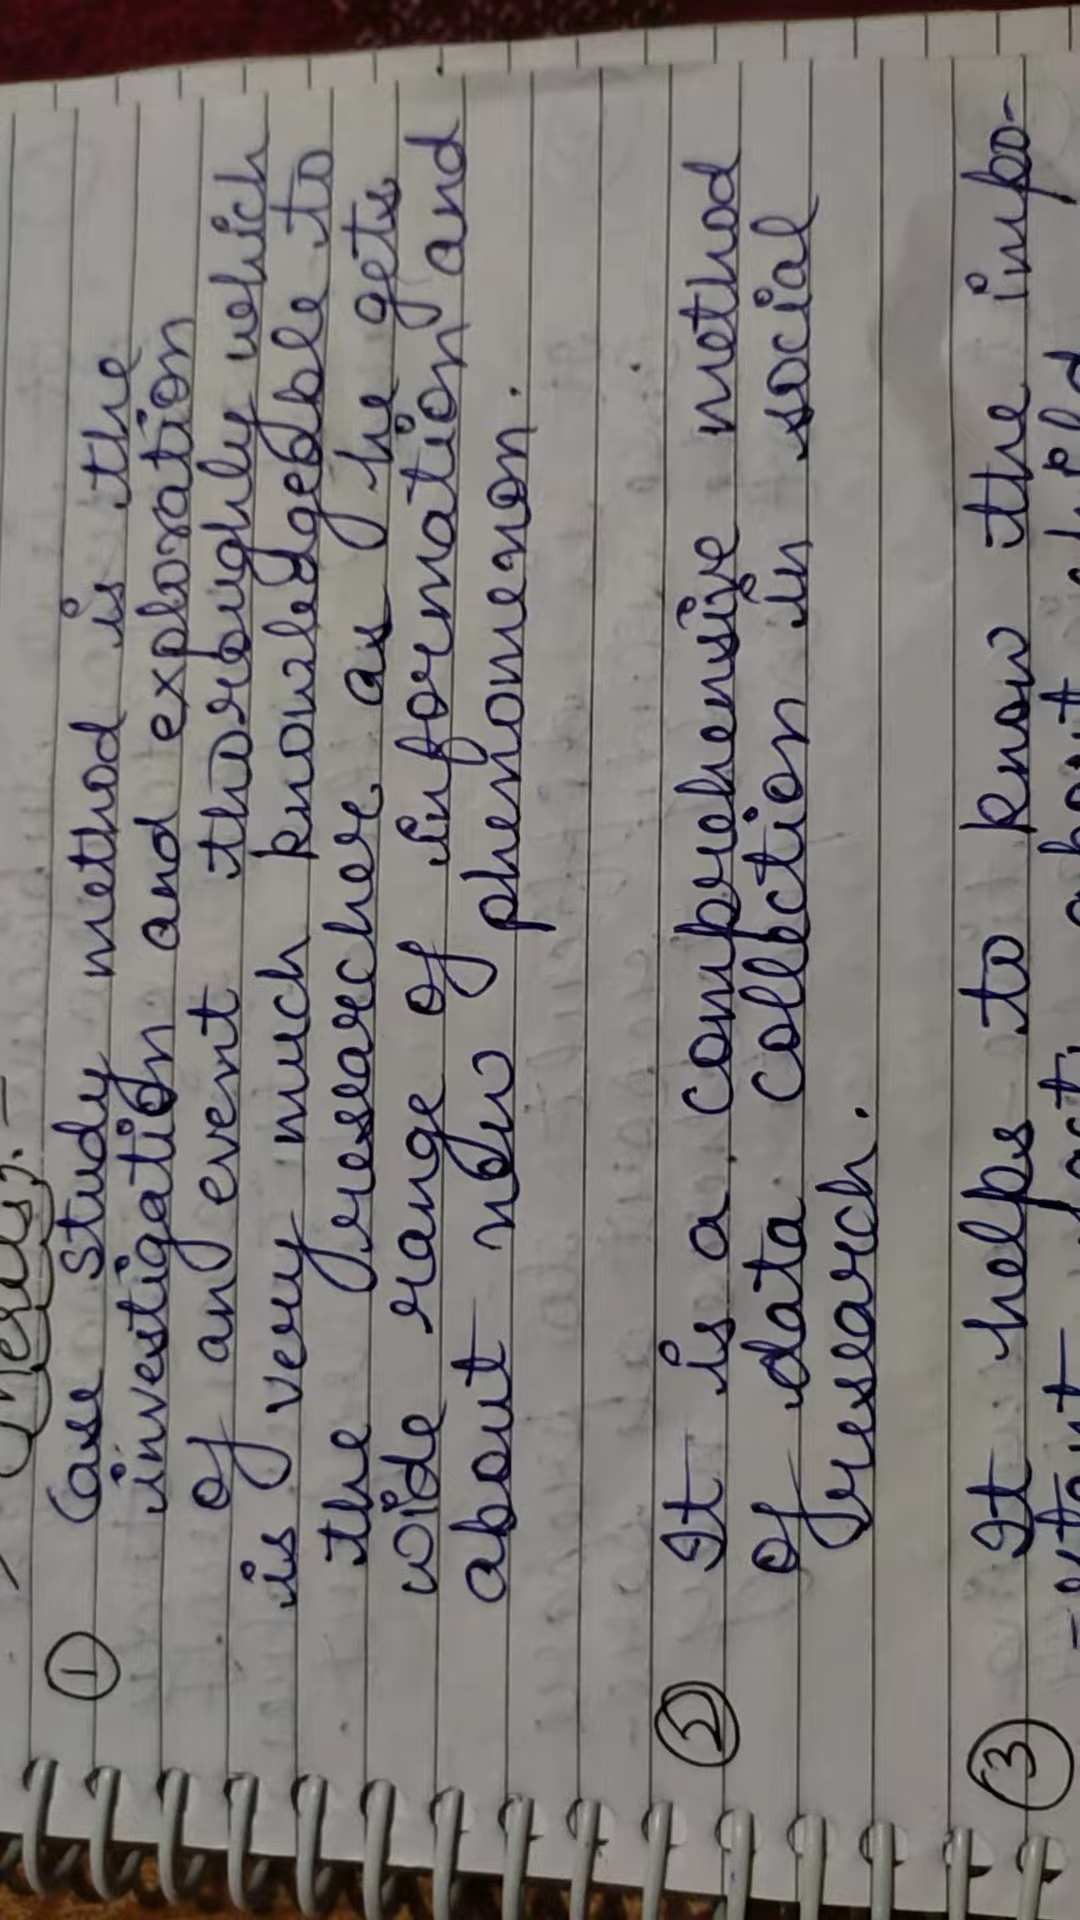 Merits:-
① Case study method is the
investigation and exploration
of any event thoroughly which
is very much knowledgeble to
the researcher as he gets
wide range of information and
about new phenomenon.
② It is a comprehensive method
of data collection in social
research.
③ It helps to know the impo-